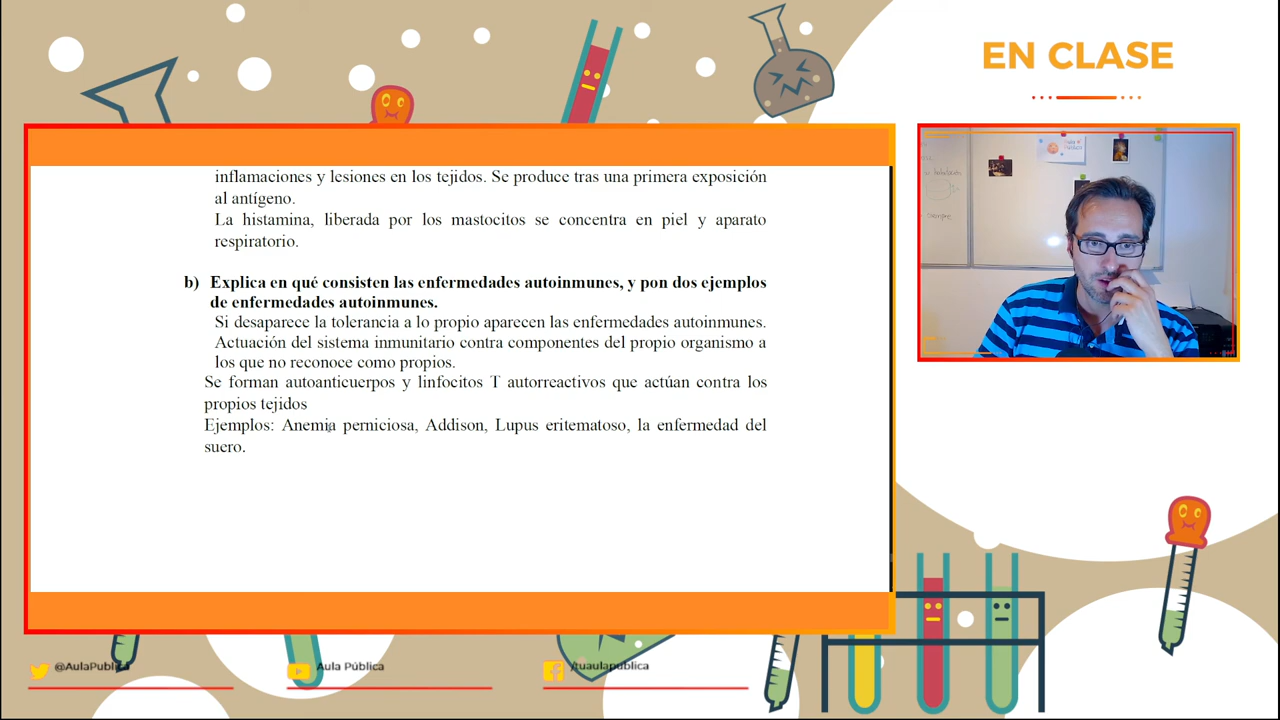 EN CLASE
inflamaciones y lesiones en los tejidos. Se produce tras una primera exposición
al antígeno.
La histamina, liberada por los mastocitos se concentra en piel y aparato
respiratorio.
b) Explica en qué consisten las enfermedades autoinmunes, y pon dos ejemplos
de enfermedades autoinmunes.
Si desaparece la tolerancia a lo propio aparecen las enfermedades autoinmunes.
Actuación del sistema inmunitario contra componentes del propio organismo a
los que no reconoce como propios.
Se forman autoanticuerpos y linfocitos T autorreactivos que actúan contra los
propios tejidos
Ejemplos: Anemia perniciosa, Addison, Lupus eritematoso, la enfermedad del
suero.
@AulaPublica
Aula Pública
/tuaulapublica